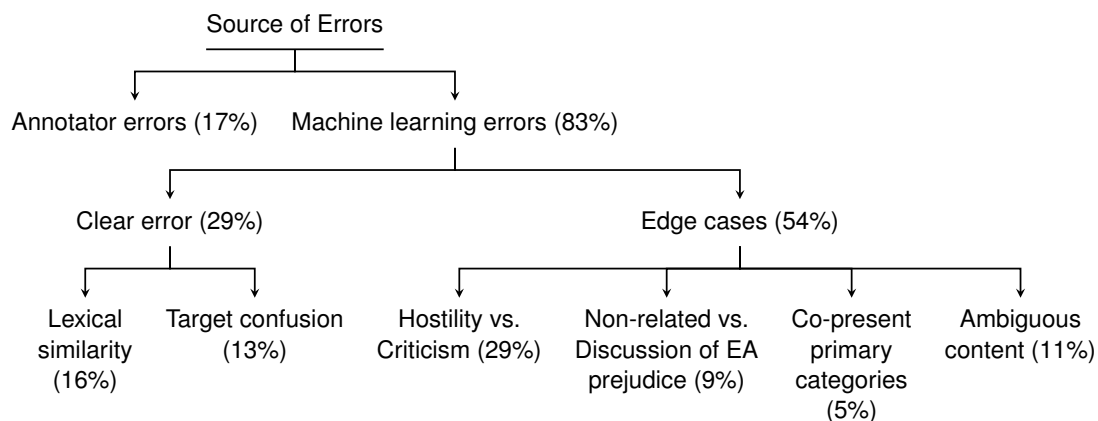 Source of Errors
Annotator errors (17%)
Machine learning errors (83%)
Clear error (29%)
Edge cases (54%)
Lexical
similarity
(16%)
Target confusion
(13%)
Hostility vs.
Criticism (29%)
Non-related vs.
Discussion of EA
prejudice (9%)
Co-present
primary
categories
(5%)
Ambiguous
content (11%)